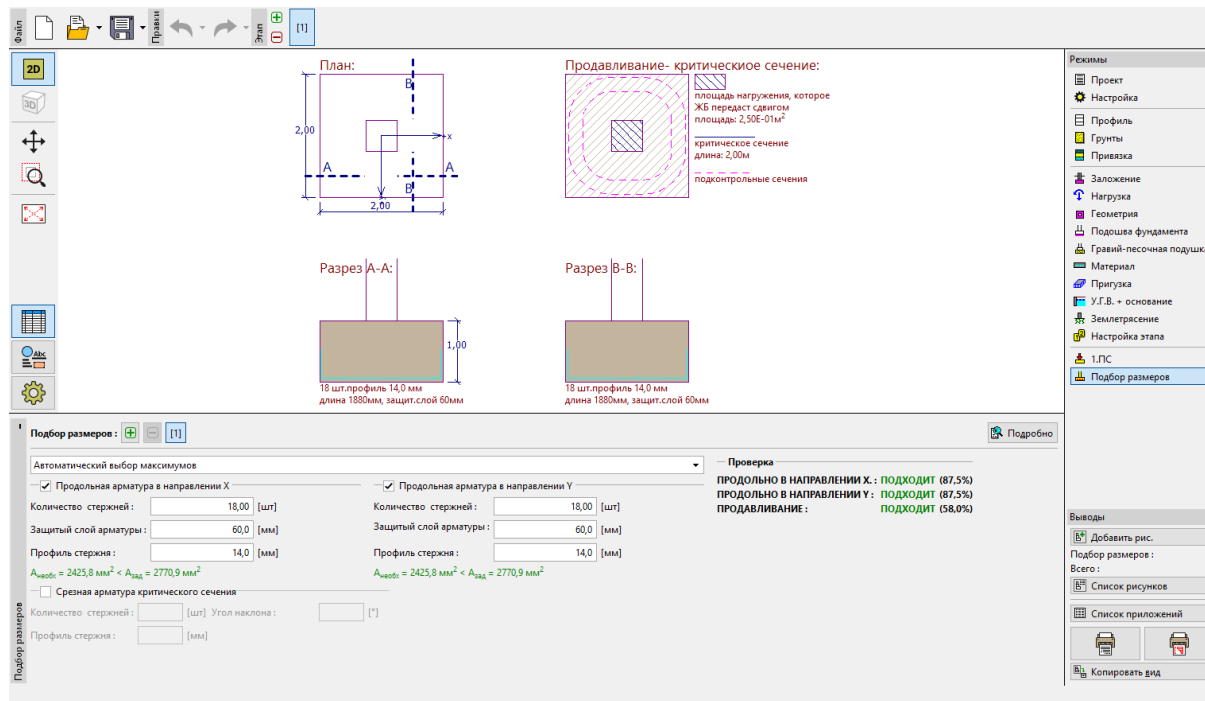 Файл
Правки
Этап
[1]
2D
3D
Abc
План:
B
2,00
x
A
A
B
2,00
Продавливание- критическиое сечение:
площадь нагружения, которое
ЖБ передаст сдвигом
площадь: 2,50E-01м²
критическое сечение
длина: 2,00м
подконтрольные сечения
Разрез A-A:
1,00
18 шт.профиль 14,0 мм
длина 1880мм, защит.слой 60мм
Разрез B-B:
18 шт.профиль 14,0 мм
длина 1880мм, защит.слой 60мм
Режимы
Проект
Настройка
Профиль
Грунты
Привязка
Заложение
Нагрузка
Геометрия
Подошва фундамента
Гравий-песочная подушка
Материал
Пригузка
У.Г.В. + основание
Землетрясение
Настройка этапа
1.ПС
Подбор размеров
Подбор размеров
Подбор размеров : [1]
Подробно
Автоматический выбор максимумов
Продольная арматура в направлении X
Количество стержней : 18,00 [шт]
Защитый слой арматуры : 60,0 [мм]
Профиль стержня : 14,0 [мм]
Aнеобх = 2425,8 мм² < Aзад = 2770,9 мм²
Продольная арматура в направлении Y
Количество стержней : 18,00 [шт]
Защитый слой арматуры : 60,0 [мм]
Профиль стержня : 14,0 [мм]
Aнеобх = 2425,8 мм² < Aзад = 2770,9 мм²
Срезная арматура критического сечения
Количество стержней : [шт] Угол наклона : [°]
Профиль стержня : [мм]
Проверка
ПРОДОЛЬНО В НАПРАВЛЕНИИ X. : ПОДХОДИТ (87,5%)
ПРОДОЛЬНО В НАПРАВЛЕНИИ Y : ПОДХОДИТ (87,5%)
ПРОДАВЛИВАНИЕ : ПОДХОДИТ (58,0%)
Выводы
Добавить рис.
Подбор размеров :
Всего :
Список рисунков
Список приложений
Копировать вид